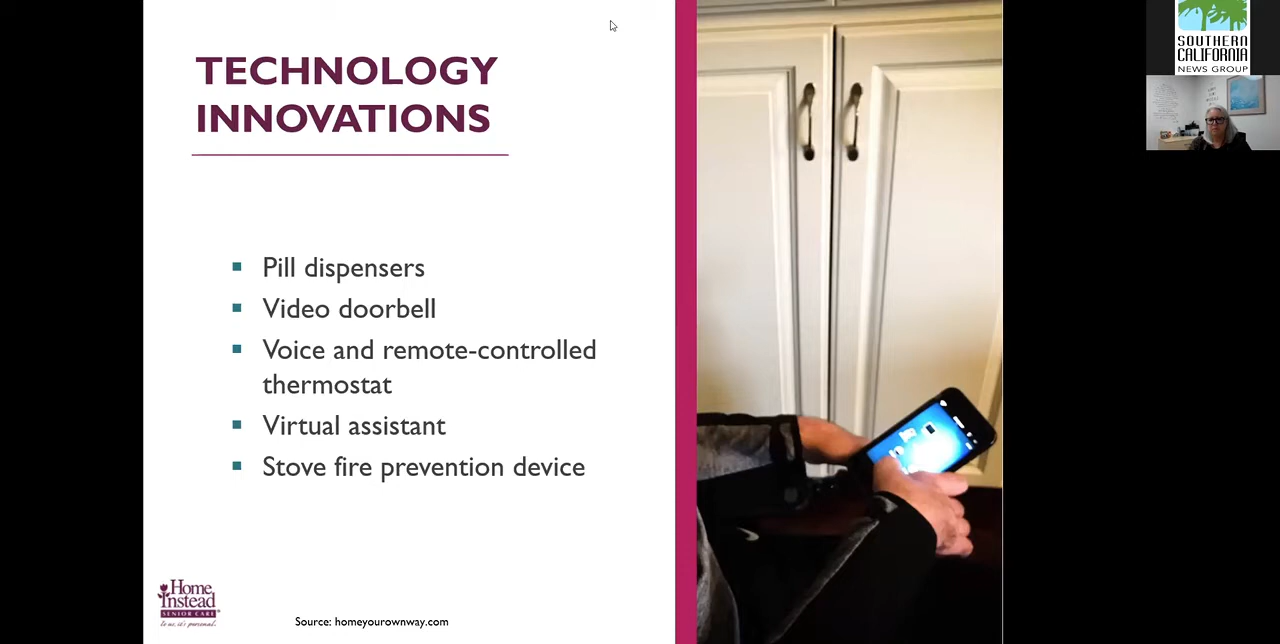 TECHNOLOGY
INNOVATIONS
Pill dispensers
Video doorbell
Voice and remote-controlled
thermostat
Virtual assistant
Stove fire prevention device
Home
Instead
SENIOR CARE
to us, it's personal.
Source: homeyourownway.com
SOUTHERN
CALIFORNIA
NEWS GROUP